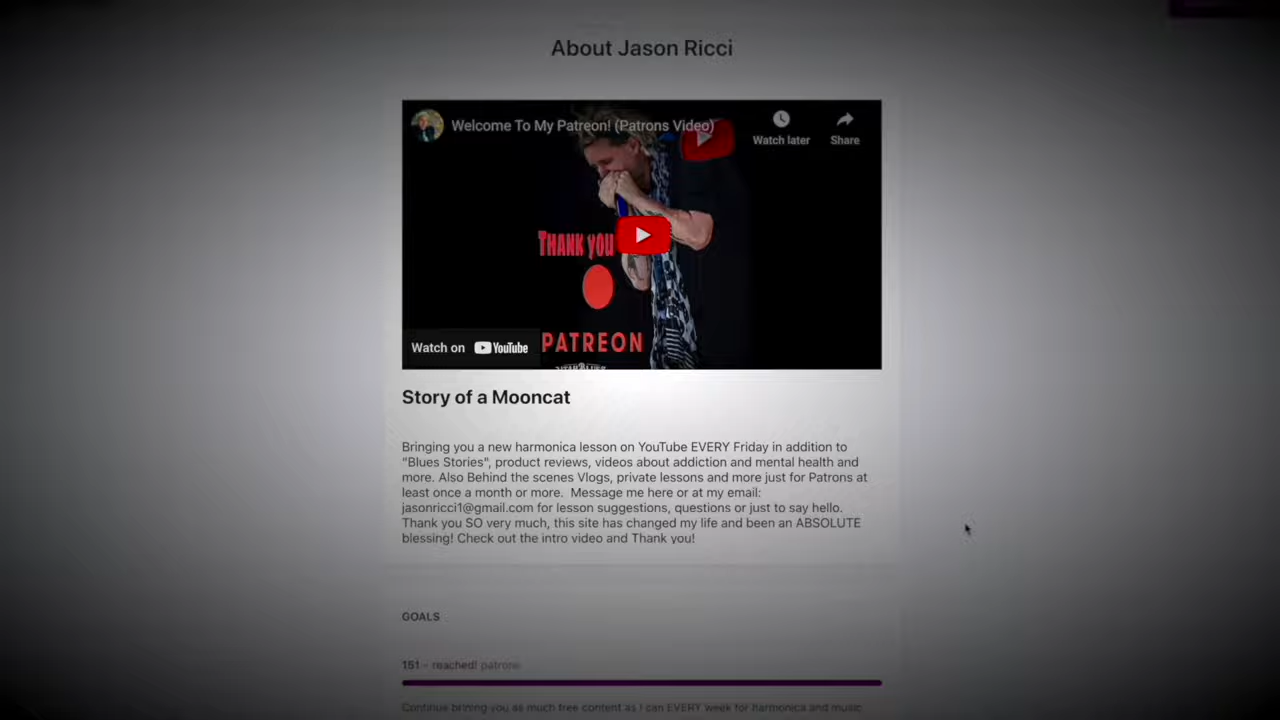 About Jason Ricci
Welcome To My Patreon! (Patrons Video)
Watch later
Share
THANK YOU
Watch on YouTube
PATREON
Story of a Mooncat
Bringing you a new harmonica lesson on YouTube EVERY Friday in addition to
"Blues Stories", product reviews, videos about addiction and mental health and
more. Also Behind the scenes Vlogs, private lessons and more just for Patrons at
least once a month or more. Message me here or at my email:
jasonricci1@gmail.com for lesson suggestions, questions or just to say hello.
Thank you SO very much, this site has changed my life and been an ABSOLUTE
blessing! Check out the intro video and Thank you!
GOALS
151 - reached! patrons
Continue brining you as much free content as I can EVERY week for harmonica and music